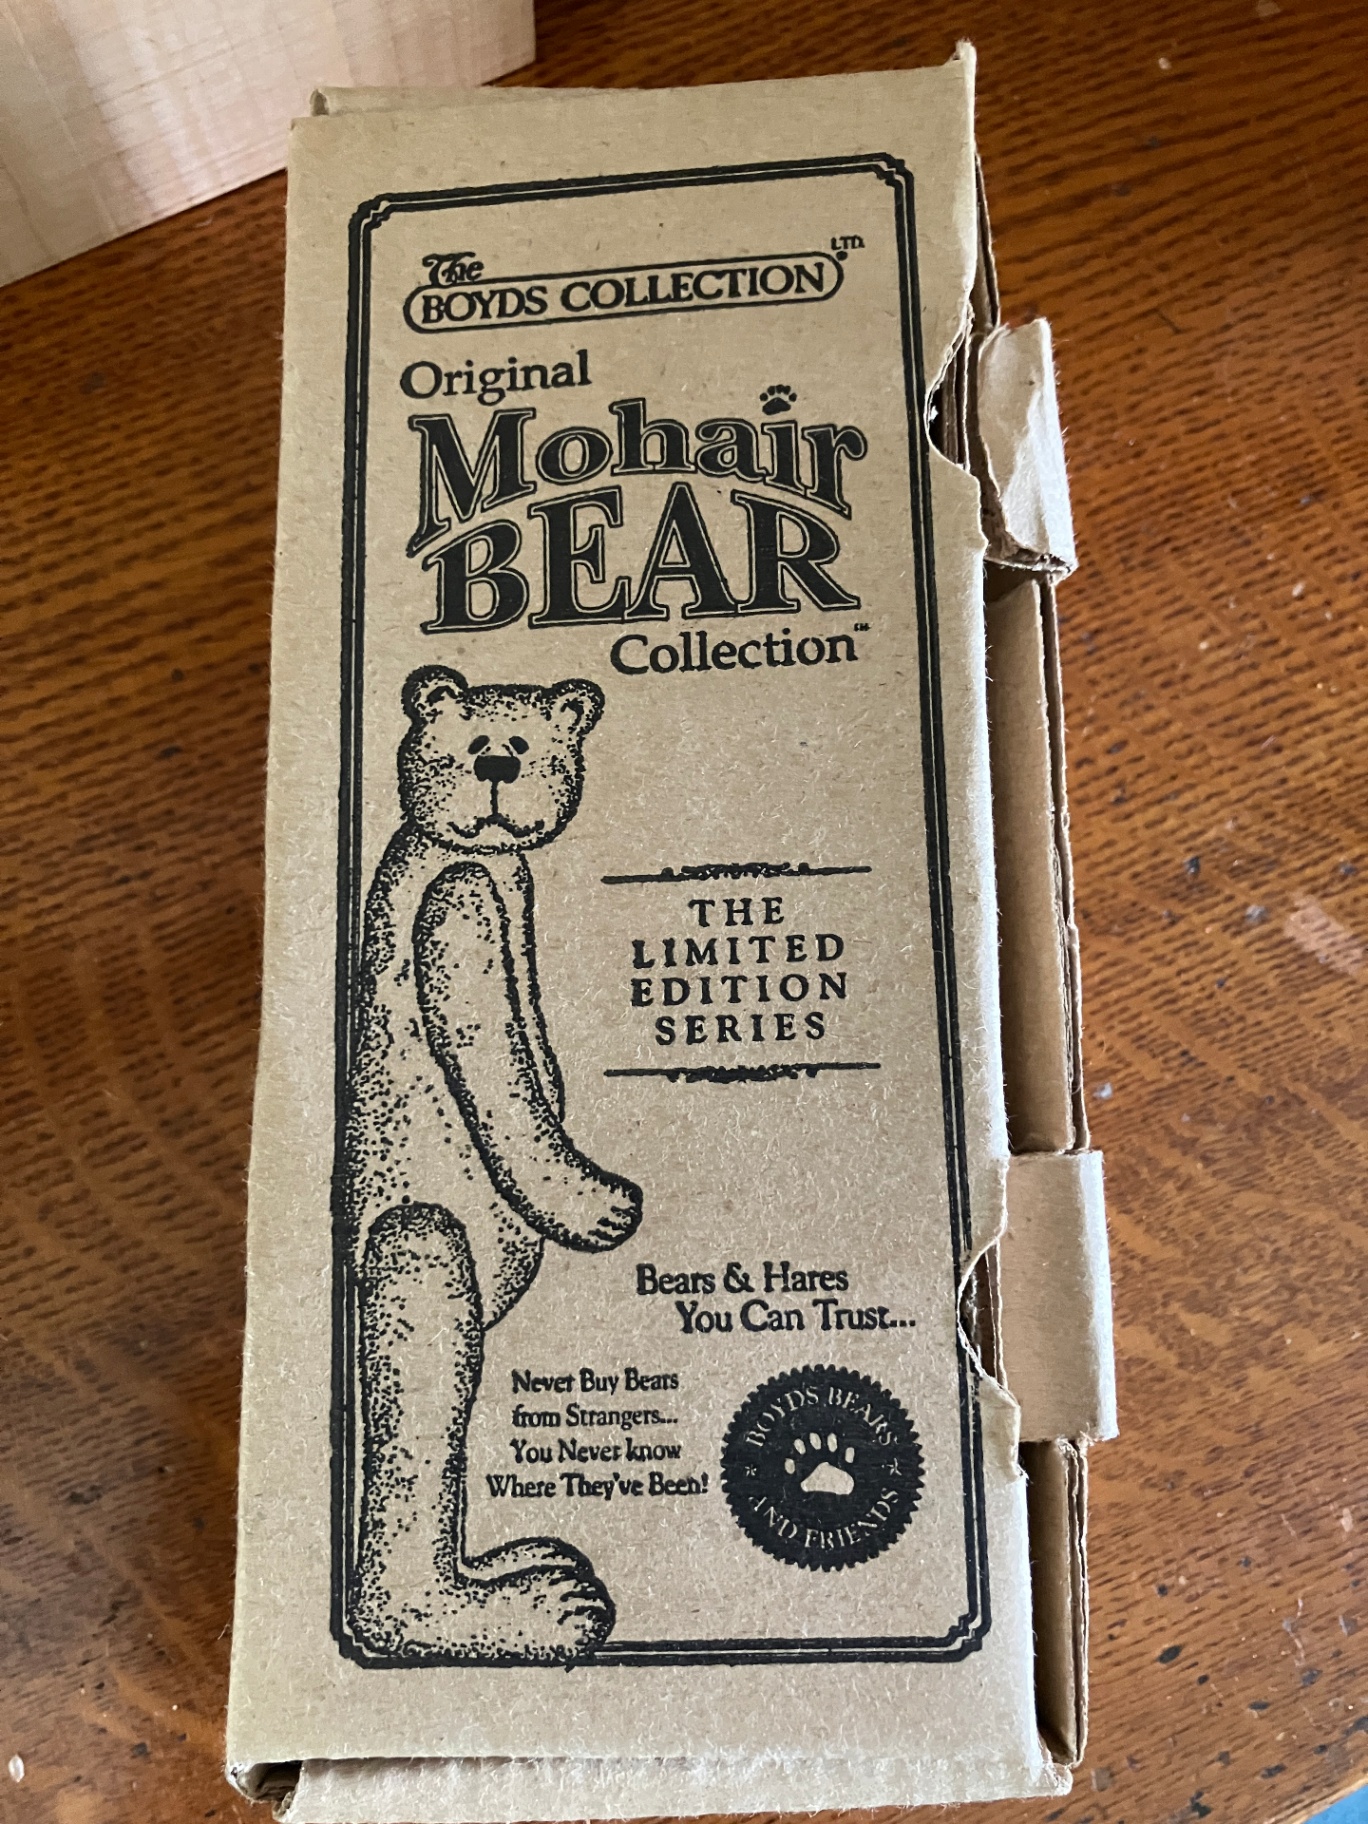 The
BOYDS COLLECTION LTD.
Original
Mohair
BEAR
Collection
THE
LIMITED
EDITION
SERIES
Bears & Hares
You Can Trust...
Never Buy Bears
from Strangers...
You Never know
Where They've Been!
BOYDS BEARS
AND FRIENDS